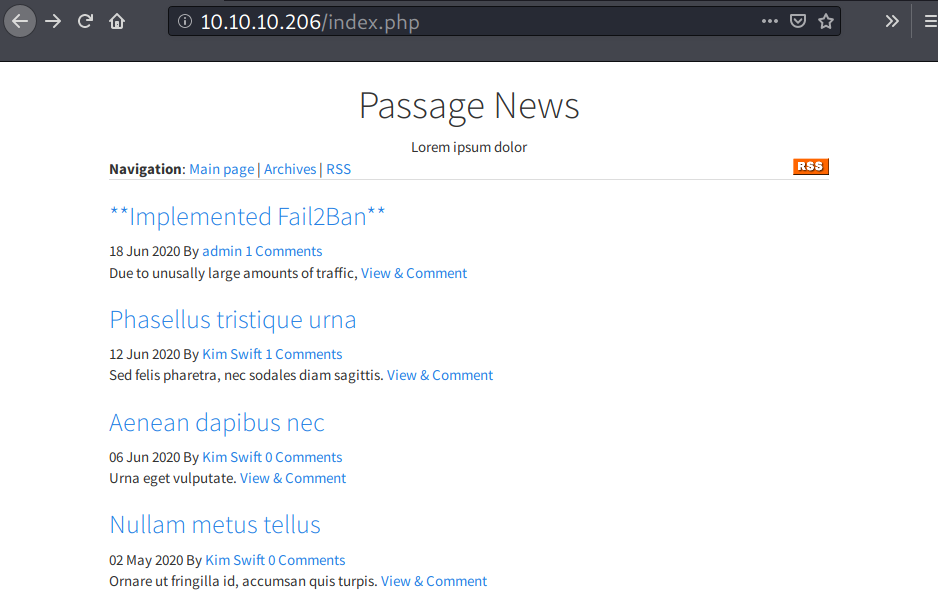 10.10.10.206/index.php
Passage News
Lorem ipsum dolor
Navigation: Main page | Archives | RSS
RSS
**Implemented Fail2Ban**
18 Jun 2020 By admin 1 Comments
Due to unusally large amounts of traffic, View & Comment
Phasellus tristique urna
12 Jun 2020 By Kim Swift 1 Comments
Sed felis pharetra, nec sodales diam sagittis. View & Comment
Aenean dapibus nec
06 Jun 2020 By Kim Swift 0 Comments
Urna eget vulputate. View & Comment
Nullam metus tellus
02 May 2020 By Kim Swift 0 Comments
Ornare ut fringilla id, accumsan quis turpis. View & Comment